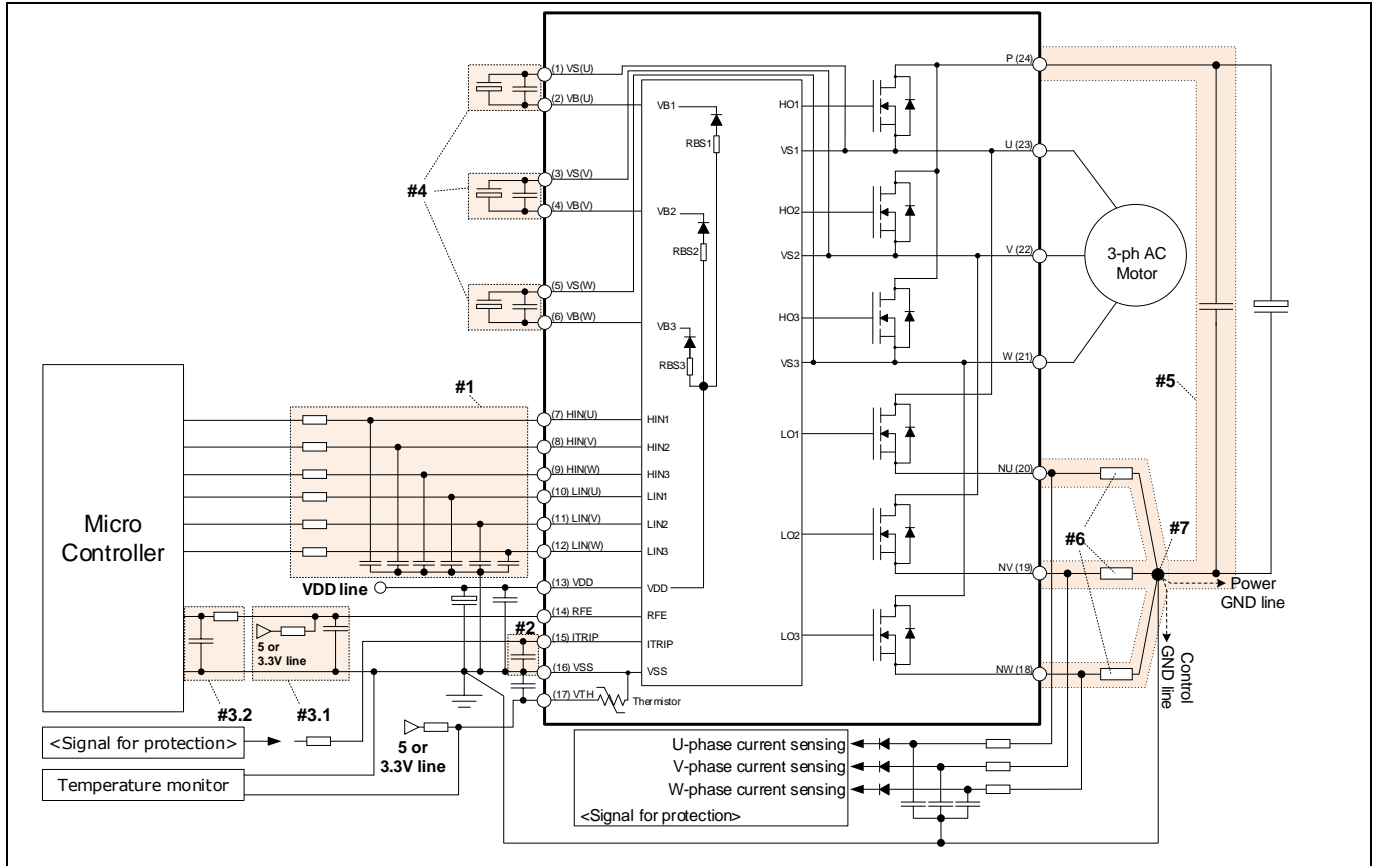 (1) VS(U)
(2) VB(U)
(3) VS(V)
(4) VB(V)
(5) VS(W)
(6) VB(W)
#4
VB1
RBS1
VB2
RBS2
VB3
RBS3
HO1
VS1
HO2
VS2
HO3
VS3
LO1
LO2
LO3
P (24)
U (23)
V (22)
W (21)
3-ph AC
Motor
#5
NU (20)
NV (19)
NW (18)
#6
#7
Power
GND line
Control
GND line
Micro
Controller
#1
(7) HIN(U)
(8) HIN(V)
(9) HIN(W)
(10) LIN(U)
(11) LIN(V)
(12) LIN(W)
HIN1
HIN2
HIN3
LIN1
LIN2
LIN3
VDD line
(13) VDD
VDD
(14) RFE
RFE
#2
(15) ITRIP
ITRIP
(16) VSS
VSS
(17) VTH
Thermistor
5 or
3.3V line
#3.2
#3.1
<Signal for protection>
5 or
3.3V line
Temperature monitor
U-phase current sensing
V-phase current sensing
W-phase current sensing
<Signal for protection>